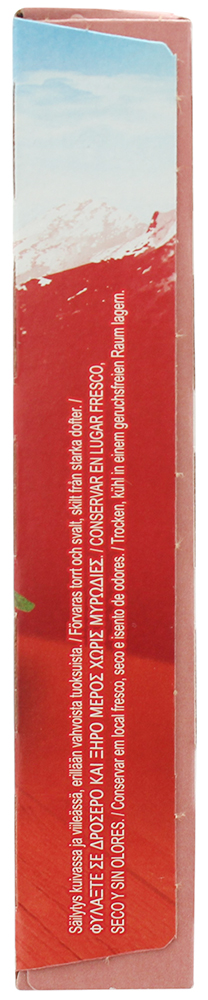 Säilytys kuivassa ja viileässä, erillään vahvoista tuoksuista. / Förvaras torrt och svalt, skilt från starka dofter. /
ΦΥΛΑΞΤΕ ΣΕ ΔΡΟΣΕΡΟ ΚΑΙ ΞΗΡΟ ΜΕΡΟΣ ΧΩΡΙΣ ΜΥΡΩΔΙΕΣ. / CONSERVAR EN LUGAR FRESCO,
SECO Y SIN OLORES. / Conservar em local fresco, seco e isento de odores. / Trocken, kühl in einem geruchsfreien Raum lagern.